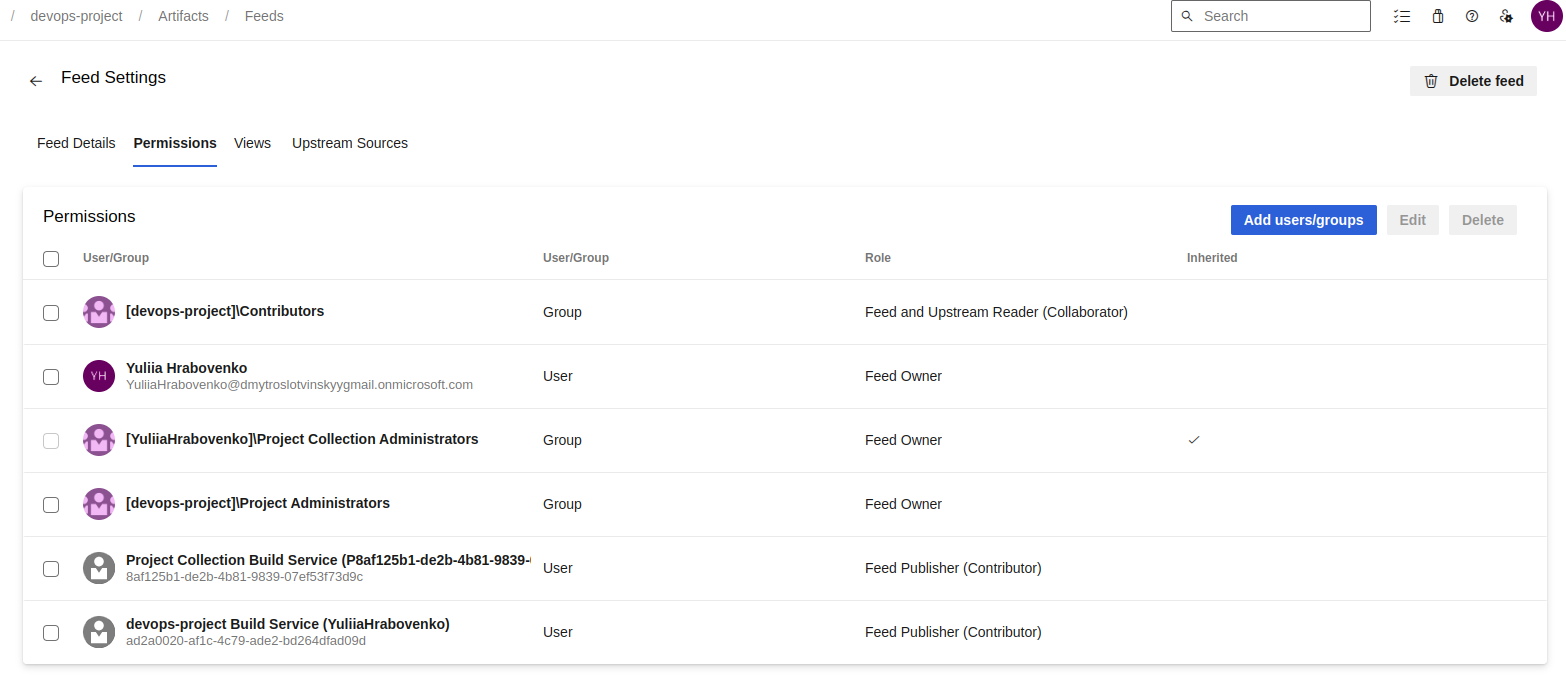 / devops-project / Artifacts / Feeds
Search
YH
Feed Settings
Delete feed
Feed Details Permissions Views Upstream Sources
Permissions
Add users/groups Edit Delete
User/Group User/Group Role Inherited
[devops-project]\Contributors Group Feed and Upstream Reader (Collaborator)
YH Yuliia Hrabovenko User Feed Owner
YuliiaHrabovenko@dmytroslotvinskyygmail.onmicrosoft.com
[YuliiaHrabovenko]\Project Collection Administrators Group Feed Owner
[devops-project]\Project Administrators Group Feed Owner
Project Collection Build Service (P8af125b1-de2b-4b81-9839- User Feed Publisher (Contributor)
8af125b1-de2b-4b81-9839-07ef53f73d9c
devops-project Build Service (YuliiaHrabovenko) User Feed Publisher (Contributor)
ad2a0020-af1c-4c79-ade2-bd264dfad09d